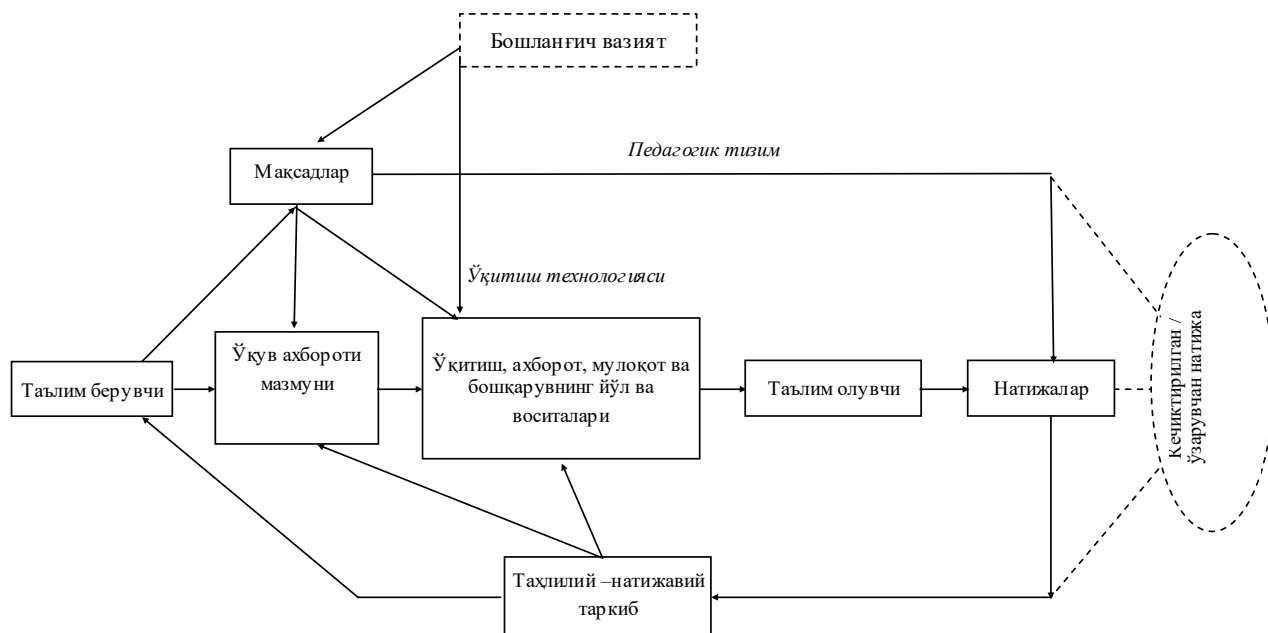 Бошланғич вазият
Педагогик тизим
Мақсадлар
Ўқитиш технологияси
Таълим берувчи
Ўқув ахбороти
мазмуни
Ўқитиш, ахборот, мулоқот ва
бошқарувнинг йўл ва
воситалари
Таълим олувчи
Натижалар
Кечиктирилган /
ўзарувчан натижа
Таҳлилий –натижавий
таркиб